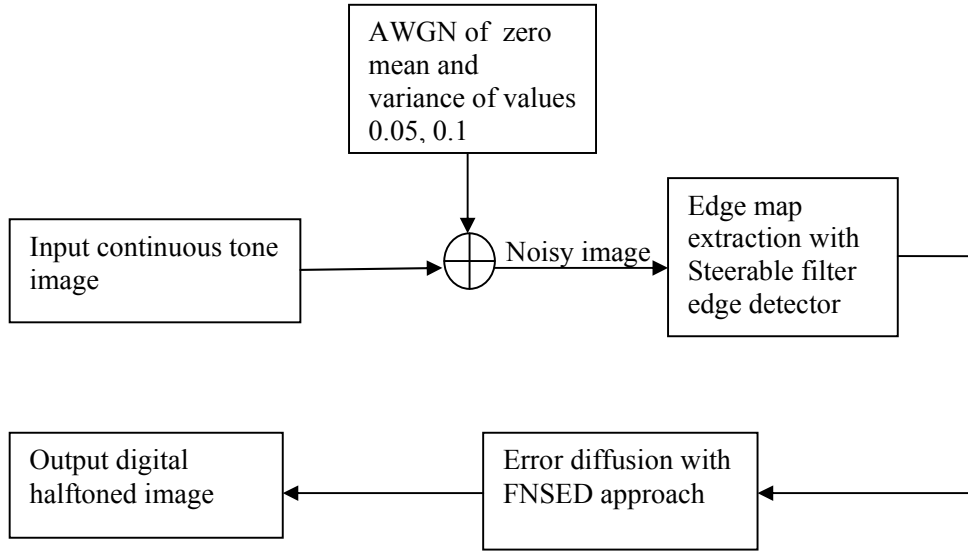 AWGN of zero
mean and
variance of values
0.05, 0.1
Input continuous tone
image
Noisy image
Edge map
extraction with
Steerable filter
edge detector
Output digital
halftoned image
Error diffusion with
FNSED approach